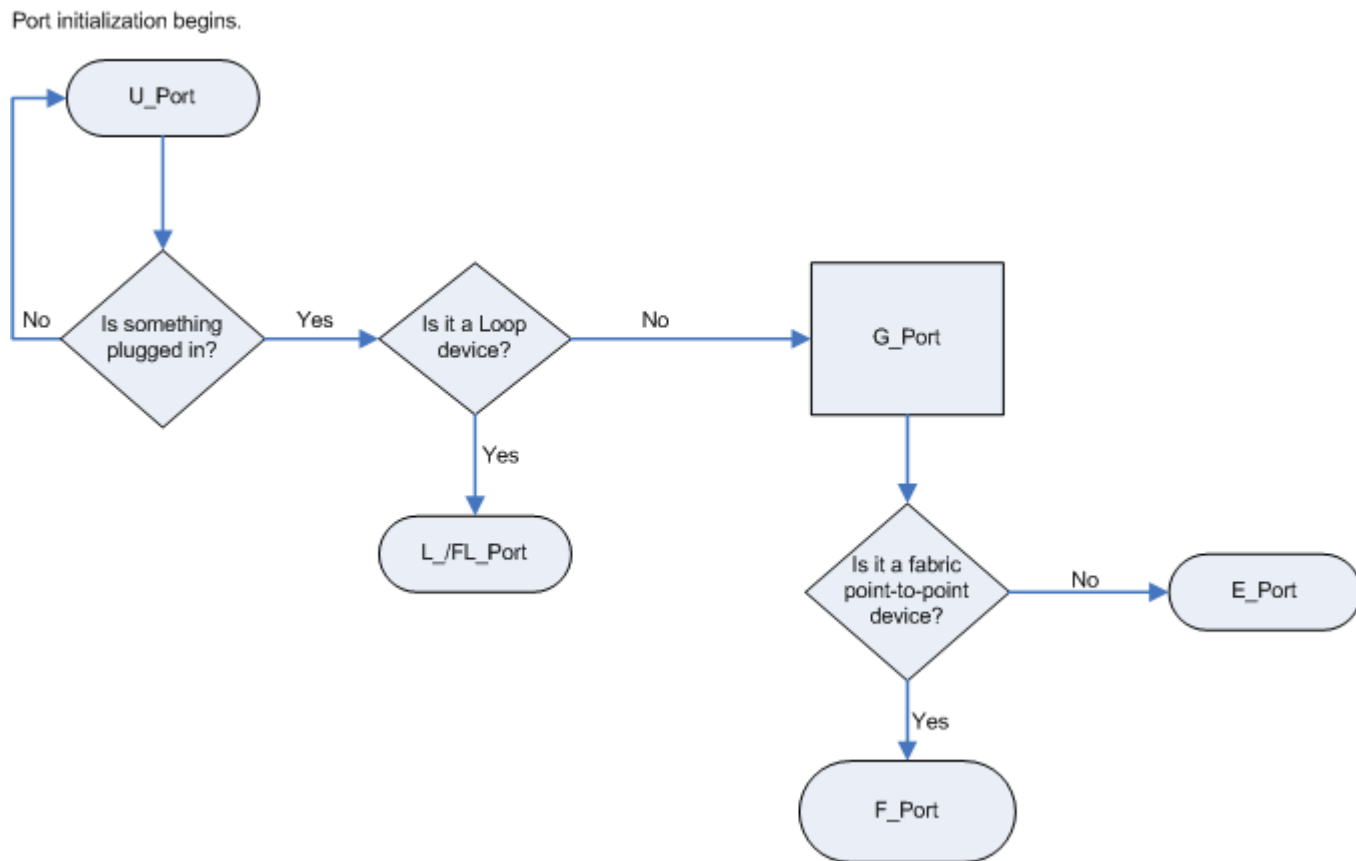 Port initialization begins.
U_Port
No
Is something
plugged in?
Yes
Is it a Loop
device?
No
G_Port
Yes
L_/FL_Port
Is it a fabric
point-to-point
device?
No
E_Port
Yes
F_Port